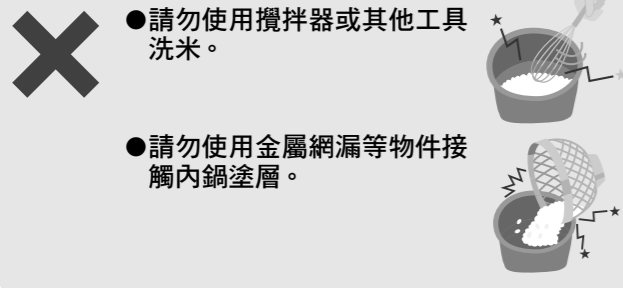 ●請勿使用攪拌器或其他工具
洗米。
●請勿使用金屬網漏等物件接
觸內鍋塗層。